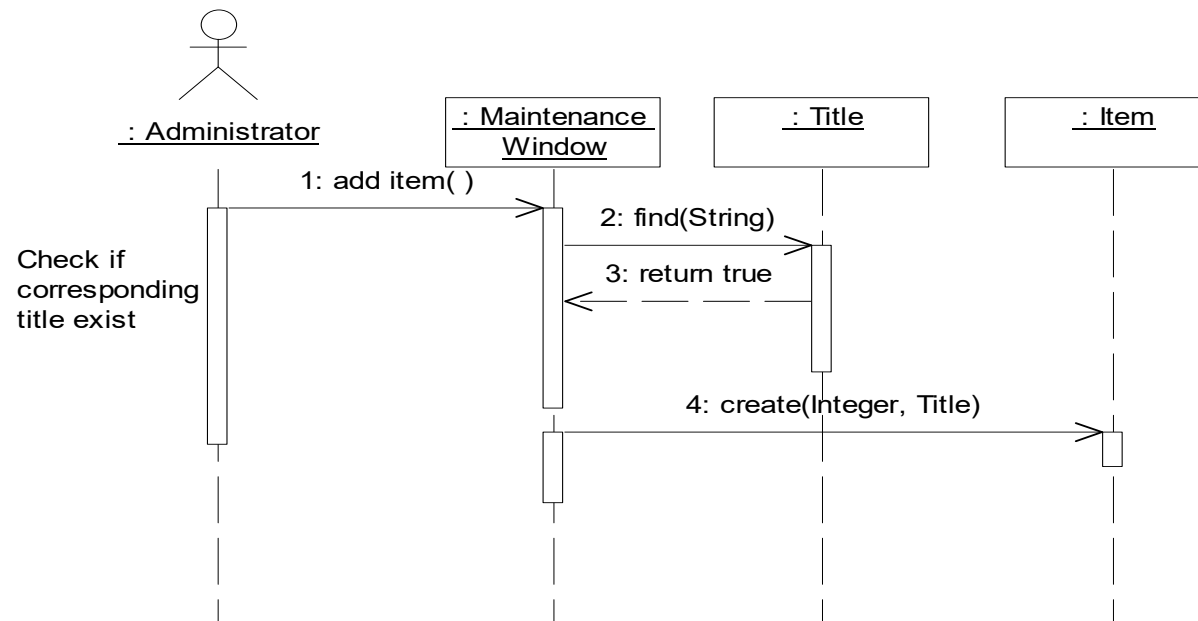 : Administrator
: Maintenance
Window
: Title
: Item
1: add item( )
2: find(String)
Check if
corresponding
title exist
3: return true
4: create(Integer, Title)